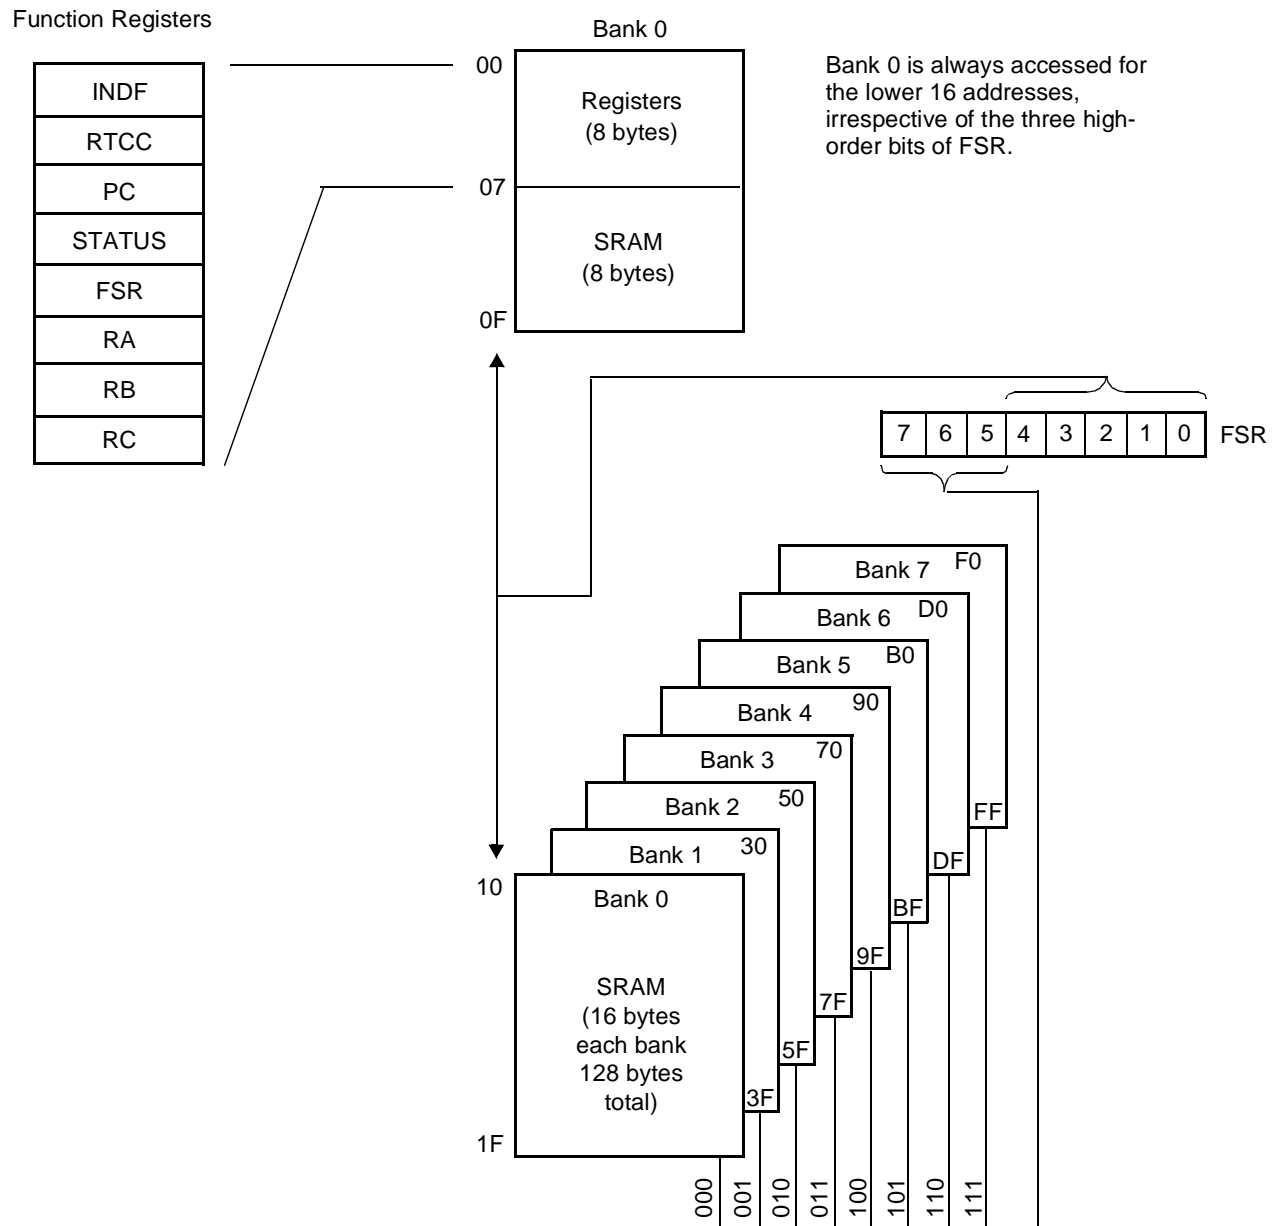 Function Registers
INDF
RTCC
PC
STATUS
FSR
RA
RB
RC
Bank 0
00
Registers
(8 bytes)
07
SRAM
(8 bytes)
0F
Bank 0 is always accessed for
the lower 16 addresses,
irrespective of the three high-
order bits of FSR.
7 6 5 4 3 2 1 0 FSR
Bank 7 F0
Bank 6 D0
Bank 5 B0
Bank 4 90
Bank 3 70
Bank 2 50
Bank 1 30
10
Bank 0
SRAM
(16 bytes
each bank
128 bytes
total)
1F
3F
5F
7F
9F
BF
DF
FF
000
001
010
011
100
101
110
111